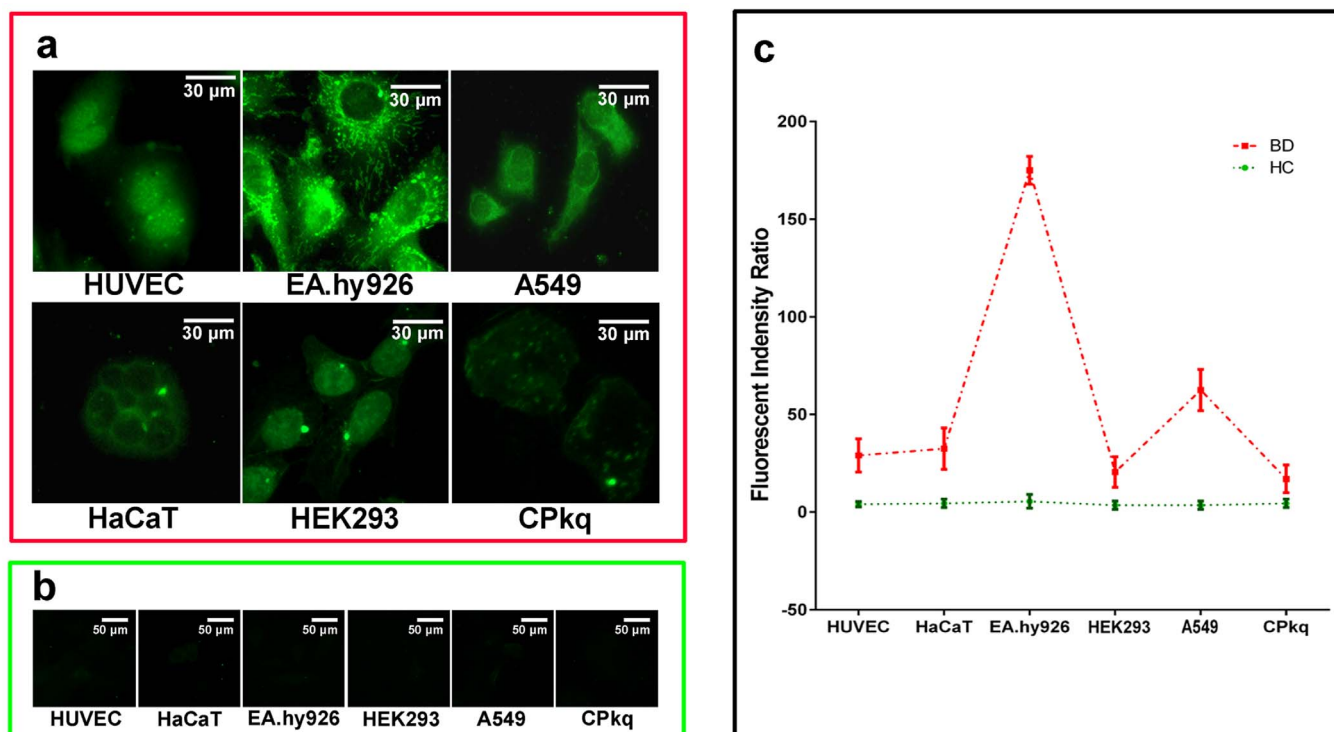 a
30 µm 30 µm 30 µm
HUVEC EA.hy926 A549
30 µm 30 µm 30 µm
HaCaT HEK293 CPkq
b
50 µm 50 µm 50 µm 50 µm 50 µm 50 µm
HUVEC HaCaT EA.hy926 HEK293 A549 CPkq
c
Fluorescent Indensity Ratio
200
150
100
50
0
-50
BD
HC
HUVEC HaCaT EA.hy926 HEK293 A549 CPkq